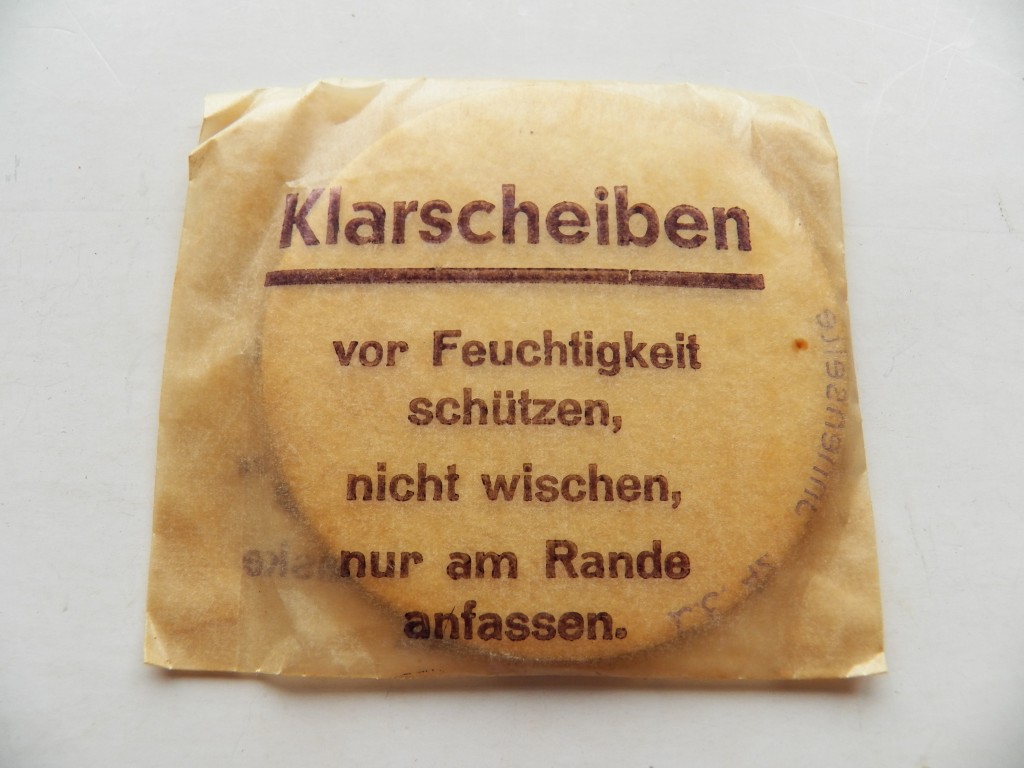 Klarscheiben
vor Feuchtigkeit
schützen,
nicht wischen,
nur am Rande
anfassen.